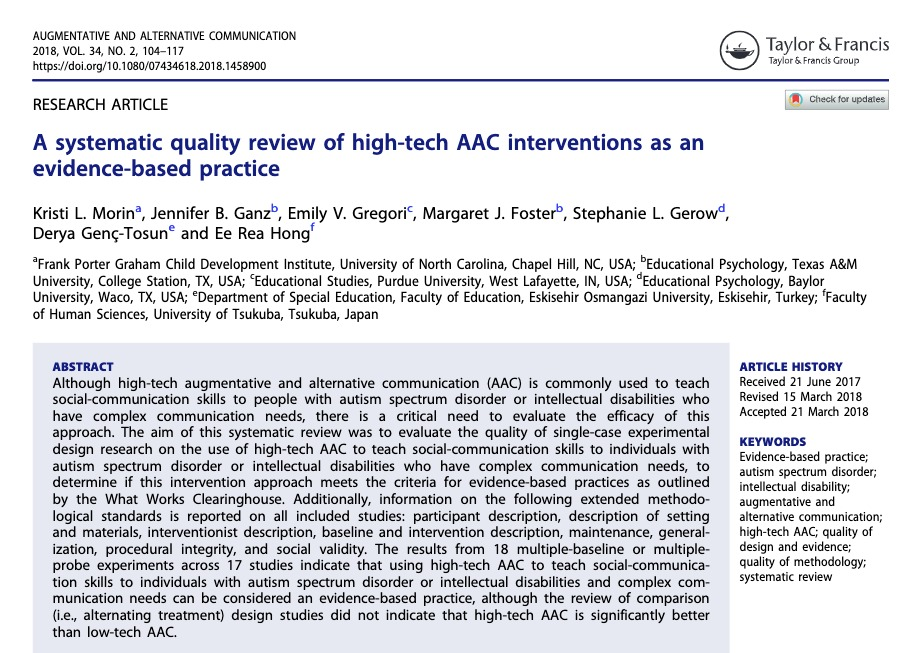 AUGMENTATIVE AND ALTERNATIVE COMMUNICATION
2018, VOL. 34, NO. 2, 104–117
https://doi.org/10.1080/07434618.2018.1458900
Taylor & Francis
Taylor & Francis Group
RESEARCH ARTICLE
Check for updates
A systematic quality review of high-tech AAC interventions as an
evidence-based practice
Kristi L. Morinᵃ, Jennifer B. Ganzᵇ, Emily V. Gregoriᶜ, Margaret J. Fosterᵇ, Stephanie L. Gerowᵈ,
Derya Genç-Tosunᵉ and Ee Rea Hongᶠ
ᵃFrank Porter Graham Child Development Institute, University of North Carolina, Chapel Hill, NC, USA; ᵇEducational Psychology, Texas A&M
University, College Station, TX, USA; ᶜEducational Studies, Purdue University, West Lafayette, IN, USA; ᵈEducational Psychology, Baylor
University, Waco, TX, USA; ᵉDepartment of Special Education, Faculty of Education, Eskisehir Osmangazi University, Eskisehir, Turkey; ᶠFaculty
of Human Sciences, University of Tsukuba, Tsukuba, Japan
ABSTRACT
Although high-tech augmentative and alternative communication (AAC) is commonly used to teach
social-communication skills to people with autism spectrum disorder or intellectual disabilities who
have complex communication needs, there is a critical need to evaluate the efficacy of this
approach. The aim of this systematic review was to evaluate the quality of single-case experimental
design research on the use of high-tech AAC to teach social-communication skills to individuals with
autism spectrum disorder or intellectual disabilities who have complex communication needs, to
determine if this intervention approach meets the criteria for evidence-based practices as outlined
by the What Works Clearinghouse. Additionally, information on the following extended methodo-
logical standards is reported on all included studies: participant description, description of setting
and materials, interventionist description, baseline and intervention description, maintenance, general-
ization, procedural integrity, and social validity. The results from 18 multiple-baseline or multiple-
probe experiments across 17 studies indicate that using high-tech AAC to teach social-communica-
tion skills to individuals with autism spectrum disorder or intellectual disabilities and complex com-
munication needs can be considered an evidence-based practice, although the review of comparison
(i.e., alternating treatment) design studies did not indicate that high-tech AAC is significantly better
than low-tech AAC.
ARTICLE HISTORY
Received 21 June 2017
Revised 15 March 2018
Accepted 21 March 2018
KEYWORDS
Evidence-based practice;
autism spectrum disorder;
intellectual disability;
augmentative and
alternative communication;
high-tech AAC; quality of
design and evidence;
quality of methodology;
systematic review